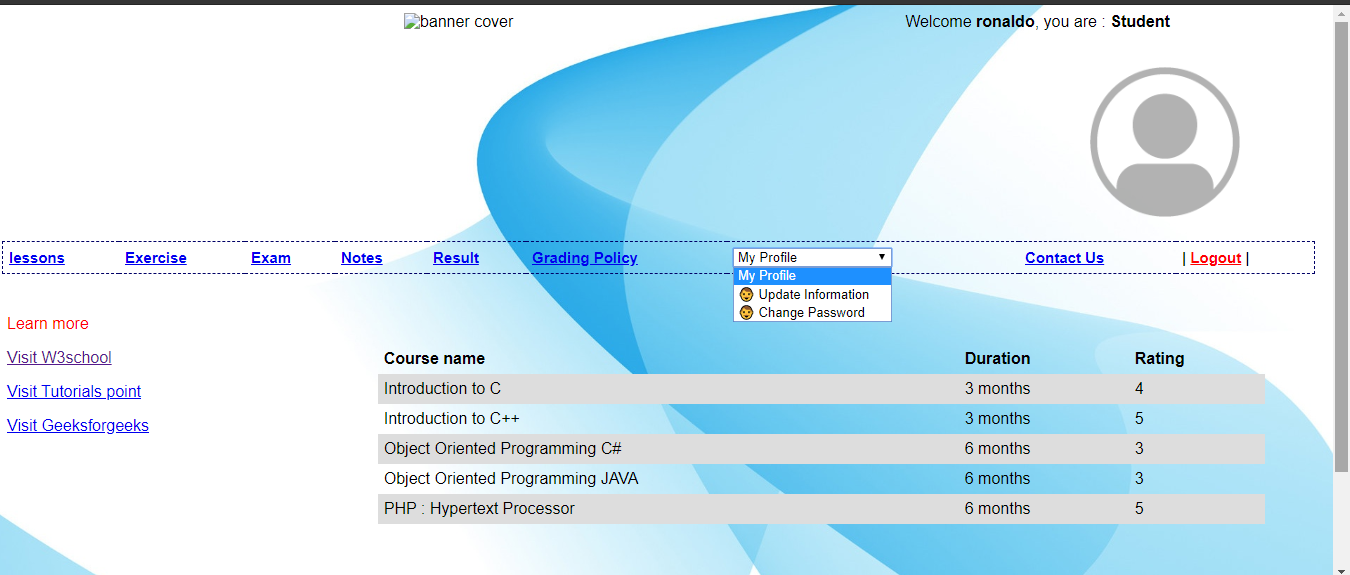 banner cover
Welcome ronaldo, you are : Student
lessons Exercise Exam Notes Result Grading Policy My Profile Contact Us | Logout |
My Profile
👨 Update Information
👨 Change Password
Learn more
Visit W3school
Visit Tutorials point
Visit Geeksforgeeks
Course name Duration Rating
Introduction to C 3 months 4
Introduction to C++ 3 months 5
Object Oriented Programming C# 6 months 3
Object Oriented Programming JAVA 6 months 3
PHP : Hypertext Processor 6 months 5